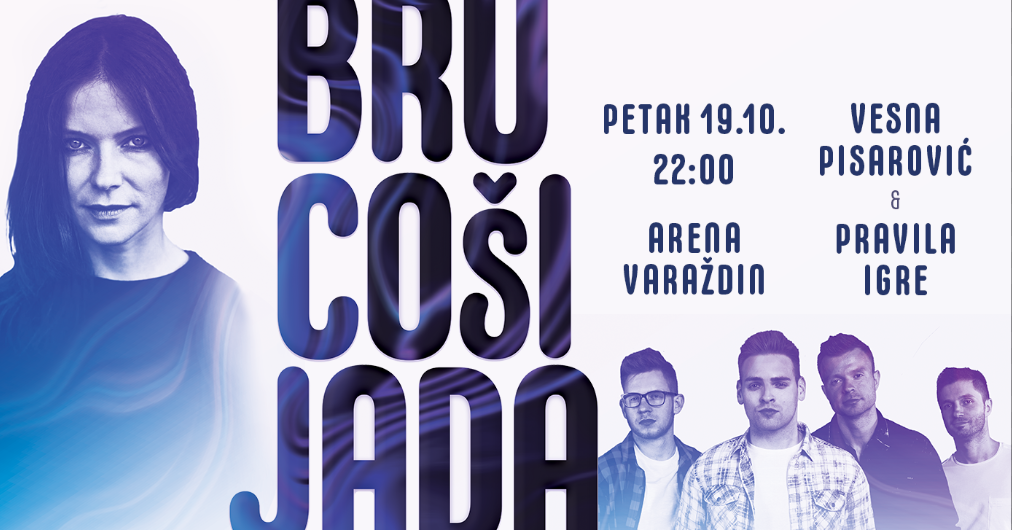 BRU
COŠI
JADA
PETAK 19.10.
22:00
ARENA
VARAŽDIN
VESNA
PISAROVIĆ
&
PRAVILA
IGRE